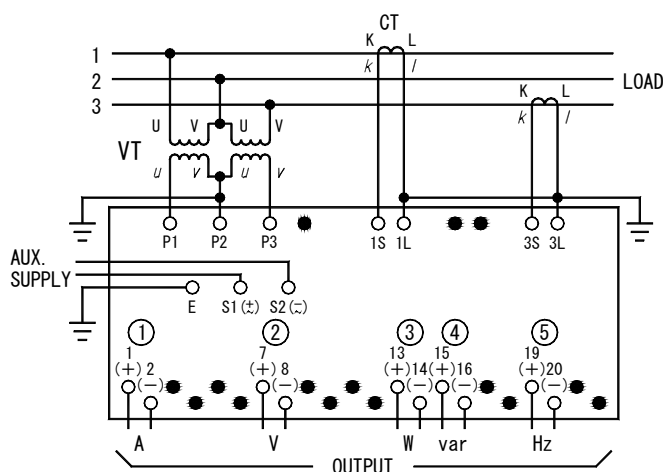 CT
K L
1
k l
2
LOAD
3
K L
k l
U V U V
VT
u v u v
P1 P2 P3 1S 1L 3S 3L
AUX.
SUPPLY
E S1(±~) S2(−~)
① ② ③ ④ ⑤
1 7 13 15 19
(+) 2 (−) (+) 8 (−) (+) 14 (−) (+) 16 (−) (+) 20 (−)
A V W var Hz
OUTPUT